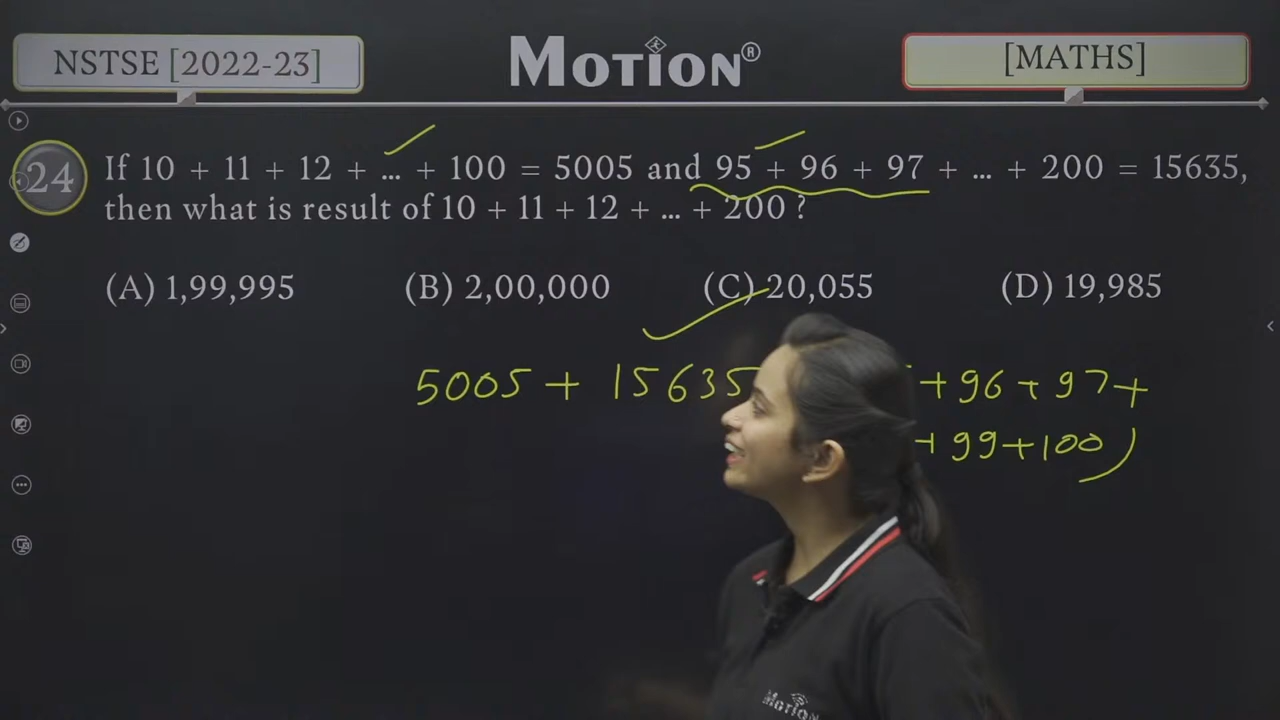 NSTSE [2022-23]
MOTION®
[MATHS]
24
If 10 + 11 + 12 + ... + 100 = 5005 and 95 + 96 + 97 + ... + 200 = 15635,
then what is result of 10 + 11 + 12 + ... + 200 ?
(A) 1,99,995 (B) 2,00,000 (C) 20,055 (D) 19,985
5005 + 15635 + 96 + 97 +
+ 99 + 100 )
MOTION